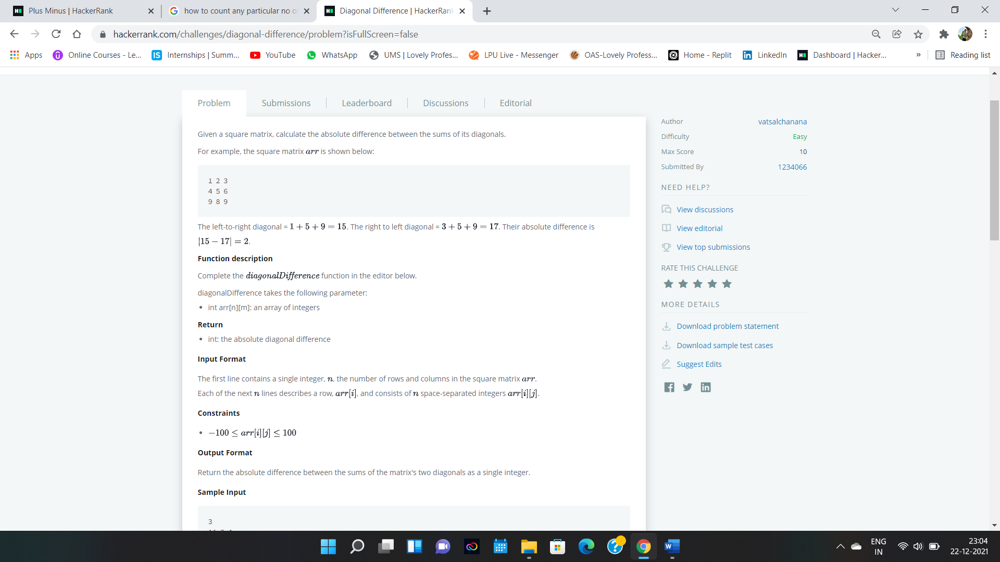 Plus Minus | HackerRank
how to count any particular no o
Diagonal Difference | HackerRank
hackerrank.com/challenges/diagonal-difference/problem?isFullScreen=false
Apps
Online Courses - Le...
Internships | Summ...
YouTube
WhatsApp
UMS | Lovely Profes...
LPU Live - Messenger
OAS-Lovely Profess...
Home - Replit
LinkedIn
Dashboard | Hacker...
»
Reading list
Problem
Submissions
Leaderboard
Discussions
Editorial
Given a square matrix, calculate the absolute difference between the sums of its diagonals.
For example, the square matrix arr is shown below:
1 2 3
4 5 6
9 8 9
The left-to-right diagonal = 1 + 5 + 9 = 15. The right to left diagonal = 3 + 5 + 9 = 17. Their absolute difference is
|15 − 17| = 2.
Function description
Complete the diagonalDifference function in the editor below.
diagonalDifference takes the following parameter:
• int arr[n][m]: an array of integers
Return
• int: the absolute diagonal difference
Input Format
The first line contains a single integer, n, the number of rows and columns in the square matrix arr.
Each of the next n lines describes a row, arr[i], and consists of n space-separated integers arr[i][j].
Constraints
• −100 ≤ arr[i][j] ≤ 100
Output Format
Return the absolute difference between the sums of the matrix's two diagonals as a single integer.
Sample Input
3
Author vatsalchanana
Difficulty Easy
Max Score 10
Submitted By 1234066
NEED HELP?
View discussions
View editorial
View top submissions
RATE THIS CHALLENGE
MORE DETAILS
Download problem statement
Download sample test cases
Suggest Edits
ENG
IN
23:04
22-12-2021